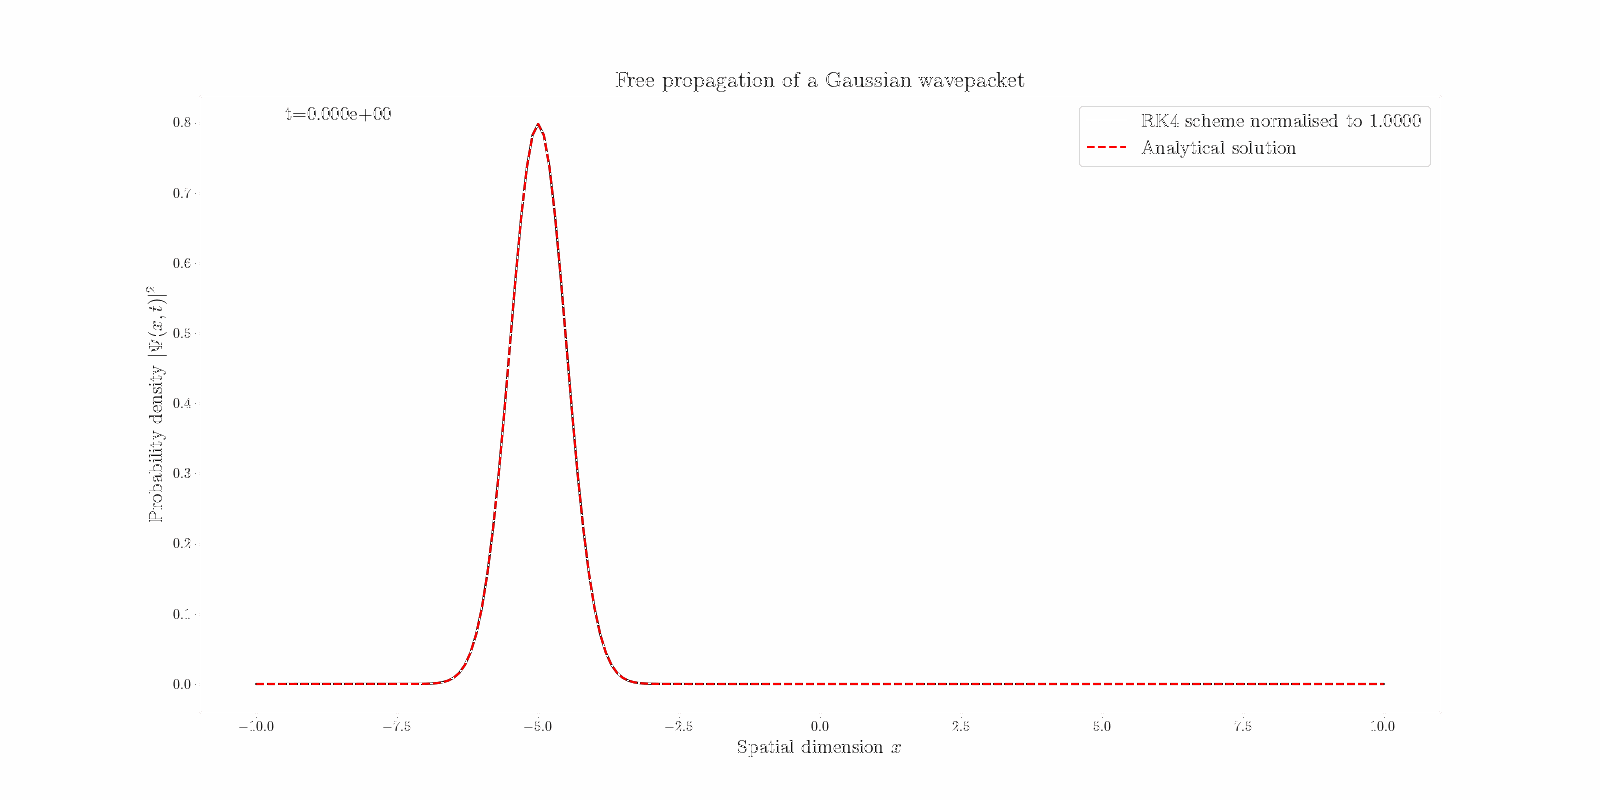 Free propagation of a Gaussian wavepacket
t=0.000e+00
RK4 scheme normalised to 1.0000
Analytical solution
Probability density |Ψ(x, t)|²
0.8
0.7
0.6
0.5
0.4
0.3
0.2
0.1
0.0
−10.0 −7.5 −5.0 −2.5 0.0 2.5 5.0 7.5 10.0
Spatial dimension x